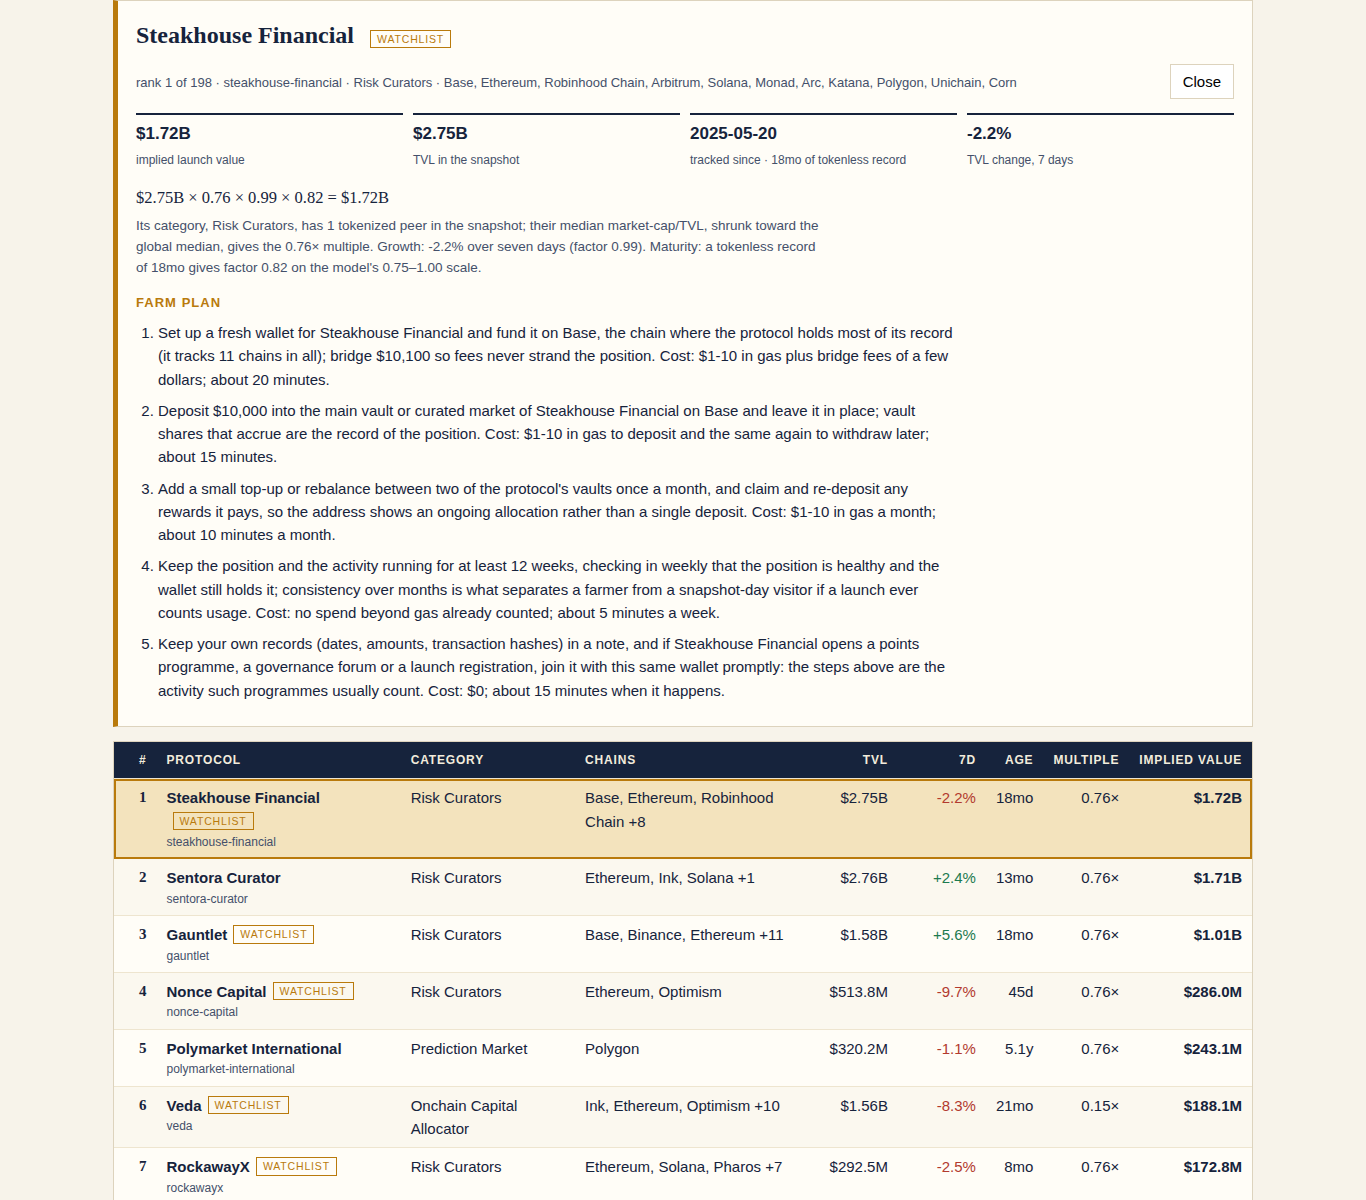 Steakhouse Financial WATCHLIST
rank 1 of 198 · steakhouse-financial · Risk Curators · Base, Ethereum, Robinhood Chain, Arbitrum, Solana, Monad, Arc, Katana, Polygon, Unichain, Corn
Close
$1.72B
implied launch value
$2.75B
TVL in the snapshot
2025-05-20
tracked since · 18mo of tokenless record
-2.2%
TVL change, 7 days
$2.75B × 0.76 × 0.99 × 0.82 = $1.72B
Its category, Risk Curators, has 1 tokenized peer in the snapshot; their median market-cap/TVL, shrunk toward the
global median, gives the 0.76× multiple. Growth: -2.2% over seven days (factor 0.99). Maturity: a tokenless record
of 18mo gives factor 0.82 on the model's 0.75–1.00 scale.
FARM PLAN
1. Set up a fresh wallet for Steakhouse Financial and fund it on Base, the chain where the protocol holds most of its record
(it tracks 11 chains in all); bridge $10,100 so fees never strand the position. Cost: $1-10 in gas plus bridge fees of a few
dollars; about 20 minutes.
2. Deposit $10,000 into the main vault or curated market of Steakhouse Financial on Base and leave it in place; vault
shares that accrue are the record of the position. Cost: $1-10 in gas to deposit and the same again to withdraw later;
about 15 minutes.
3. Add a small top-up or rebalance between two of the protocol's vaults once a month, and claim and re-deposit any
rewards it pays, so the address shows an ongoing allocation rather than a single deposit. Cost: $1-10 in gas a month;
about 10 minutes a month.
4. Keep the position and the activity running for at least 12 weeks, checking in weekly that the position is healthy and the
wallet still holds it; consistency over months is what separates a farmer from a snapshot-day visitor if a launch ever
counts usage. Cost: no spend beyond gas already counted; about 5 minutes a week.
5. Keep your own records (dates, amounts, transaction hashes) in a note, and if Steakhouse Financial opens a points
programme, a governance forum or a launch registration, join it with this same wallet promptly: the steps above are the
activity such programmes usually count. Cost: $0; about 15 minutes when it happens.
# PROTOCOL CATEGORY CHAINS TVL 7D AGE MULTIPLE IMPLIED VALUE
1 Steakhouse Financial Risk Curators Base, Ethereum, Robinhood $2.75B -2.2% 18mo 0.76× $1.72B
WATCHLIST Chain +8
steakhouse-financial
2 Sentora Curator Risk Curators Ethereum, Ink, Solana +1 $2.76B +2.4% 13mo 0.76× $1.71B
sentora-curator
3 Gauntlet WATCHLIST Risk Curators Base, Binance, Ethereum +11 $1.58B +5.6% 18mo 0.76× $1.01B
gauntlet
4 Nonce Capital WATCHLIST Risk Curators Ethereum, Optimism $513.8M -9.7% 45d 0.76× $286.0M
nonce-capital
5 Polymarket International Prediction Market Polygon $320.2M -1.1% 5.1y 0.76× $243.1M
polymarket-international
6 Veda WATCHLIST Onchain Capital Ink, Ethereum, Optimism +10 $1.56B -8.3% 21mo 0.15× $188.1M
veda Allocator
7 RockawayX WATCHLIST Risk Curators Ethereum, Solana, Pharos +7 $292.5M -2.5% 8mo 0.76× $172.8M
rockawayx